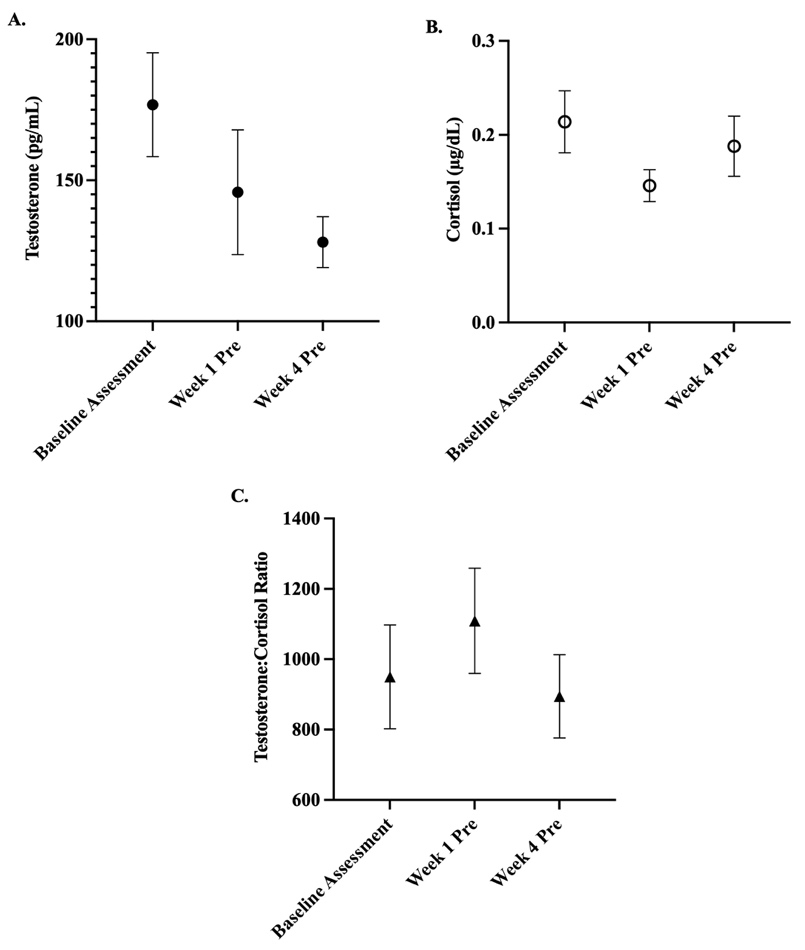 A.
Testosterone (pg/mL)
200
150
100
Baseline Assessment
Week 1 Pre
Week 4 Pre
B.
Cortisol (µg/dL)
0.3
0.2
0.1
0.0
Baseline Assessment
Week 1 Pre
Week 4 Pre
C.
Testosterone:Cortisol Ratio
1400
1200
1000
800
600
Baseline Assessment
Week 1 Pre
Week 4 Pre